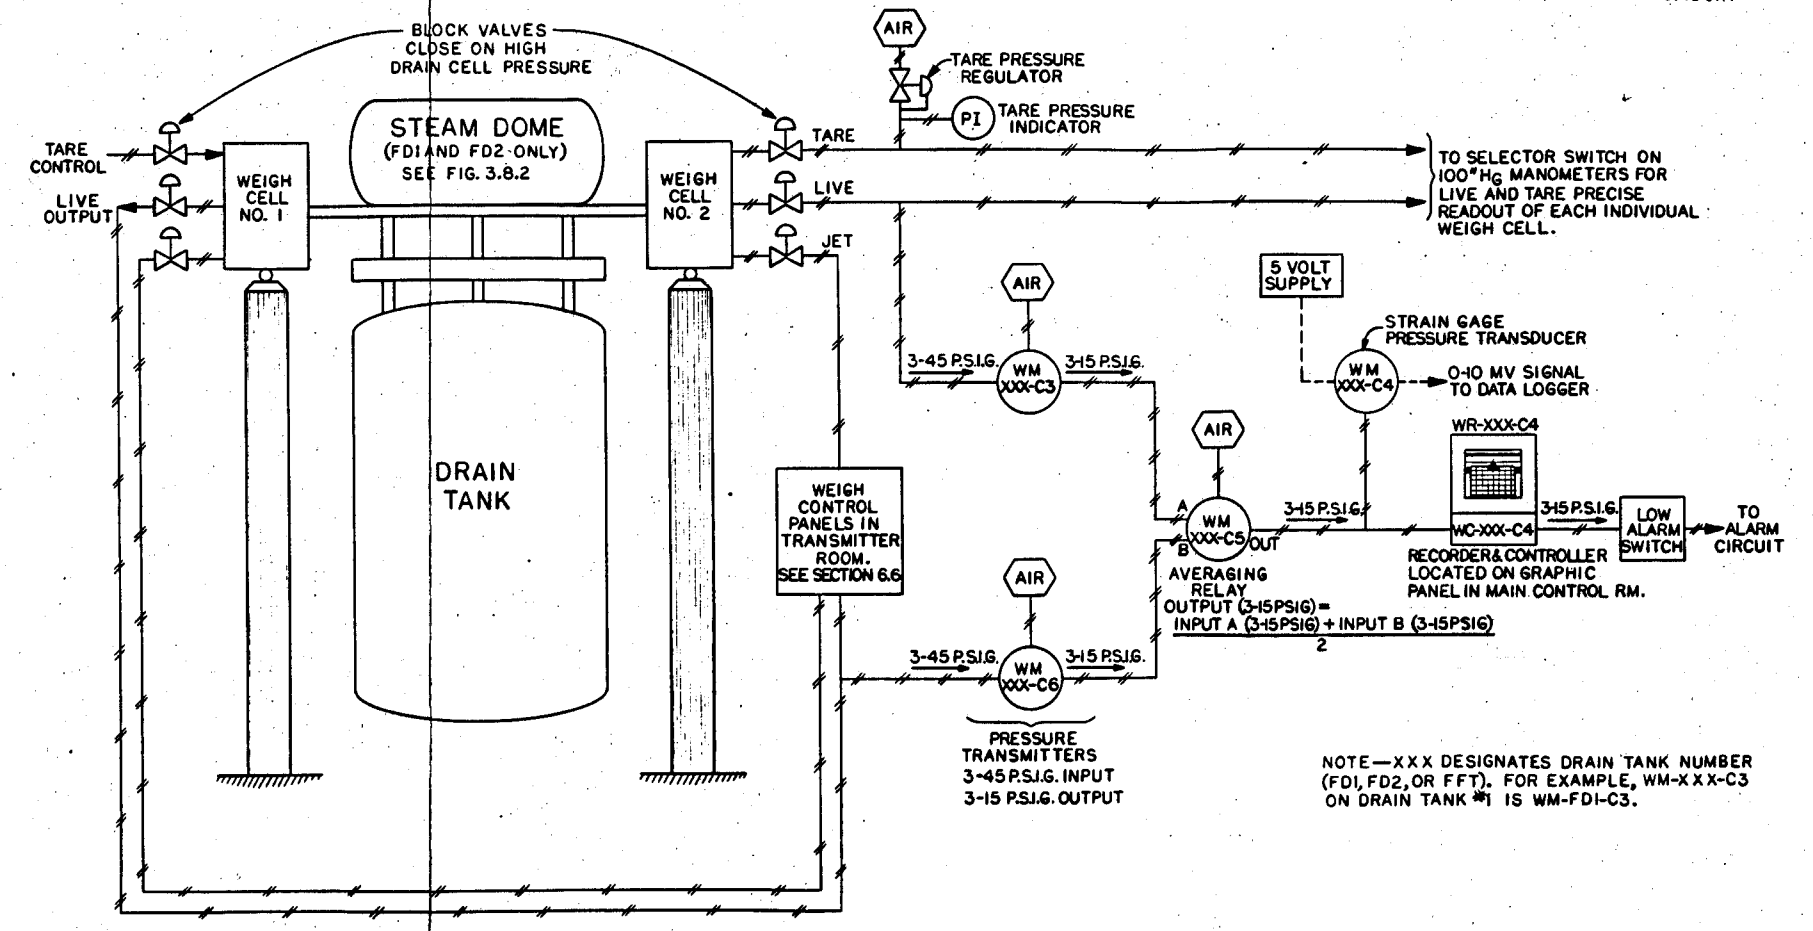 BLOCK VALVES
CLOSE ON HIGH
DRAIN CELL PRESSURE
AIR
TARE PRESSURE
REGULATOR
PI
TARE PRESSURE
INDICATOR
TARE
CONTROL
LIVE
OUTPUT
WEIGH
CELL
NO. 1
STEAM DOME
(FD1 AND FD2 ONLY)
SEE FIG. 3.8.2
WEIGH
CELL
NO. 2
TARE
LIVE
JET
TO SELECTOR SWITCH ON
100" HG MANOMETERS FOR
LIVE AND TARE PRECISE
READOUT OF EACH INDIVIDUAL
WEIGH CELL.
AIR
5 VOLT
SUPPLY
STRAIN GAGE
PRESSURE TRANSDUCER
3-45 P.S.I.G.
WM
XXX-C3
3-15 P.S.I.G.
WM
XXX-C4
0-10 MV SIGNAL
TO DATA LOGGER
DRAIN
TANK
WEIGH
CONTROL
PANELS IN
TRANSMITTER
ROOM.
SEE SECTION 6.6
AIR
A
B
WM
XXX-C5
OUT
3-15 P.S.I.G.
WR-XXX-C4
WC-XXX-C4
3-15 P.S.I.G.
LOW
ALARM
SWITCH
TO
ALARM
CIRCUIT
AVERAGING
RELAY
OUTPUT (3-15PSIG)=
INPUT A (3-15PSIG) + INPUT B (3-15PSIG)
2
RECORDER & CONTROLLER
LOCATED ON GRAPHIC
PANEL IN MAIN CONTROL RM.
AIR
3-45 P.S.I.G.
WM
XXX-C6
3-15 P.S.I.G.
PRESSURE
TRANSMITTERS
3-45 P.S.I.G. INPUT
3-15 P.S.I.G. OUTPUT
NOTE—XXX DESIGNATES DRAIN TANK NUMBER
(FD1, FD2, OR FFT). FOR EXAMPLE, WM-XXX-C3
ON DRAIN TANK #1 IS WM-FD1-C3.